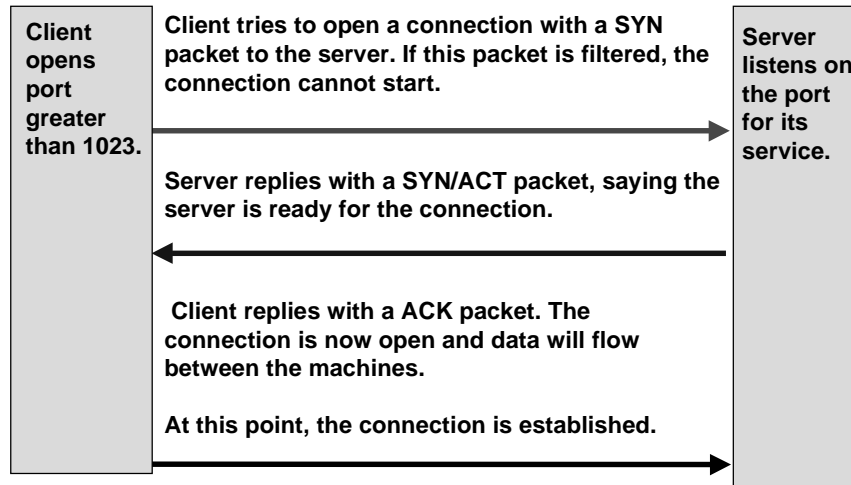 Client
opens
port
greater
than 1023.
Client tries to open a connection with a SYN
packet to the server. If this packet is filtered, the
connection cannot start.
Server replies with a SYN/ACT packet, saying the
server is ready for the connection.
Client replies with a ACK packet. The
connection is now open and data will flow
between the machines.
At this point, the connection is established.
Server
listens on
the port
for its
service.